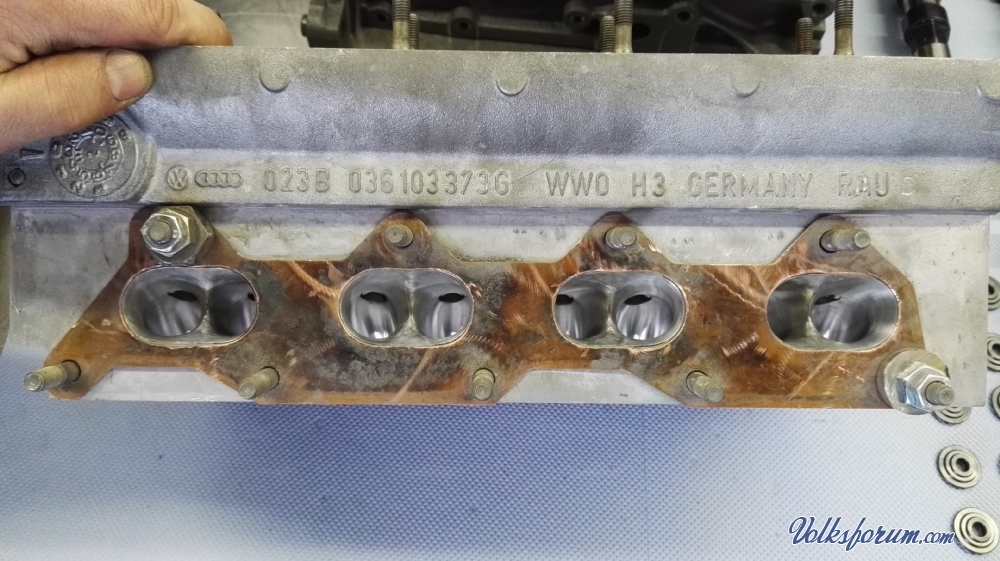 023B 036103373G WWO H3 GERMANY RAU
Volksforum.com